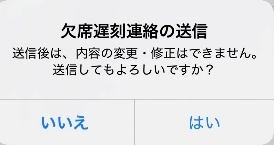 欠席遅刻連絡の送信
送信後は、内容の変更・修正はできません。
送信してもよろしいですか？
いいえ
はい